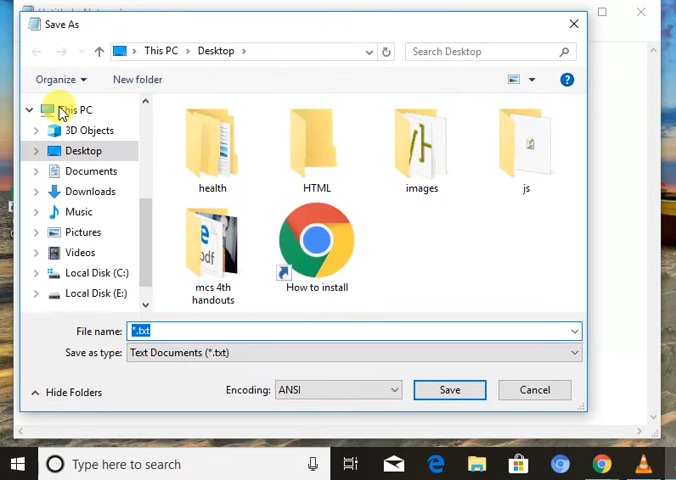 Save As
This PC
Desktop
Search Desktop
Organize
New folder
This PC
3D Objects
Desktop
Documents
Downloads
Music
Pictures
Videos
Local Disk (C:)
Local Disk (E:)
health
HTML
images
js
mcs 4th
handouts
How to install
File name:
*.txt
Save as type:
Text Documents (*.txt)
Hide Folders
Encoding:
ANSI
Save
Cancel
Type here to search